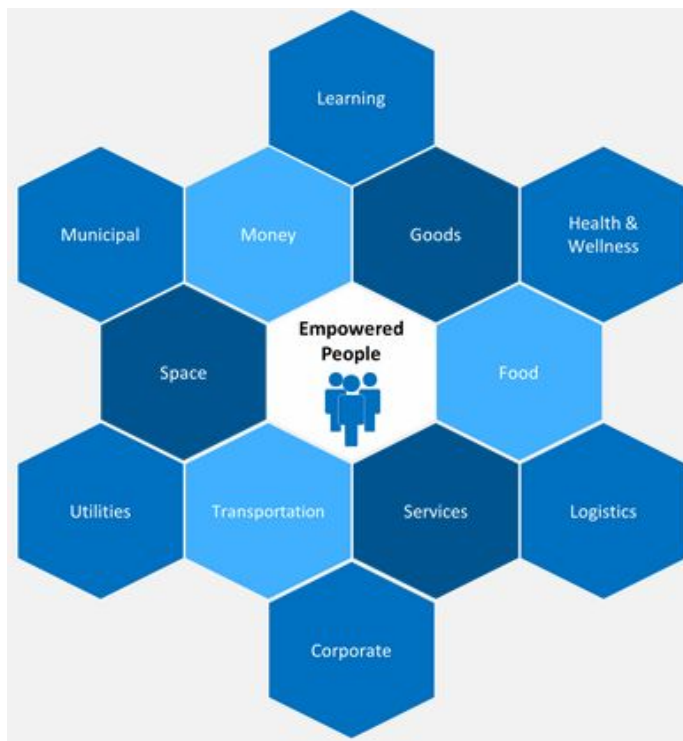 Learning
Municipal
Money
Goods
Health &
Wellness
Empowered
People
Space
Food
Utilities
Transportation
Services
Logistics
Corporate